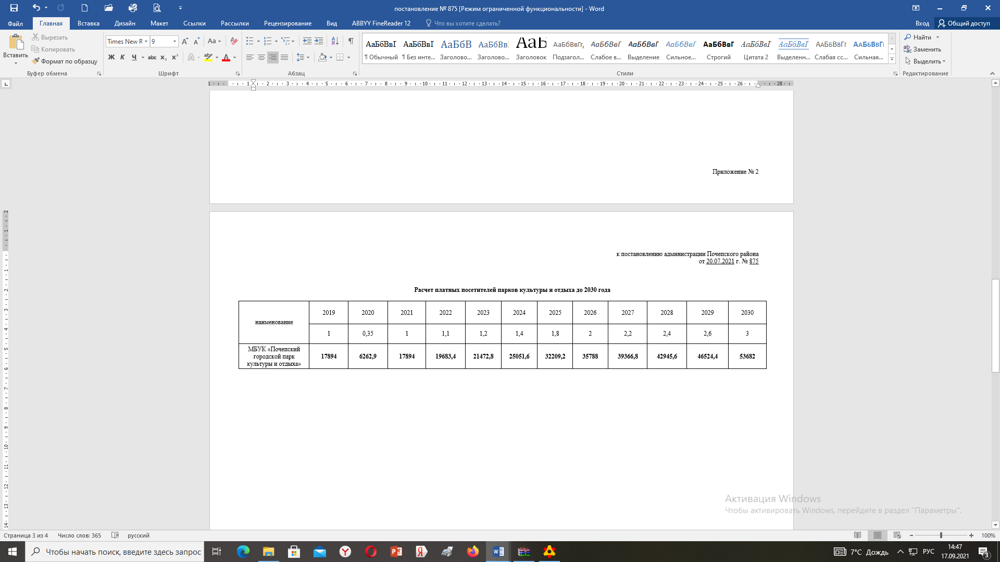 постановление № 875 [Режим ограниченной функциональности] - Word
Файл Главная Вставка Дизайн Макет Ссылки Рассылки Рецензирование Вид ABBYY FineReader 12 Что вы хотите сделать? Вход Общий доступ
Вставить
Вырезать
Копировать
Формат по образцу
Буфер обмена
Times New R 9
Шрифт
Абзац
АаБбВвГ АаБбВвГ АаБбВ АаБбВв АаБ АаБбВвГг, АаБбВвГ АаБбВвГ АаБбВвГ АаБбВвГ АаБбВвГ АаБбВвГ АаБбВвГг АаБбВвГг
¶ Обычный ¶ Без инте... Заголово... Заголово... Заголовок Подзагол... Слабое в... Выделение Сильное... Строгий Цитата 2 Выделенн... Слабая сс... Сильная...
Стили
Найти
Заменить
Выделить
Редактирование
Приложение № 2
к постановлению администрации Почепского района
от 20.07.2021 г. № 875
Расчет платных посетителей парков культуры и отдыха до 2030 года
наименование 2019 2020 2021 2022 2023 2024 2025 2026 2027 2028 2029 2030
1 0,35 1 1,1 1,2 1,4 1,8 2 2,2 2,4 2,6 3
МБУК «Почепский
городской парк
культуры и отдыха»
17894 6262,9 17894 19683,4 21472,8 25051,6 32209,2 35788 39366,8 42945,6 46524,4 53682
Активация Windows
Чтобы активировать Windows, перейдите в раздел "Параметры".
Страница 3 из 4 Число слов: 365 русский 100%
Чтобы начать поиск, введите здесь запрос
7°C Дождь РУС 14:47
17.09.2021
3